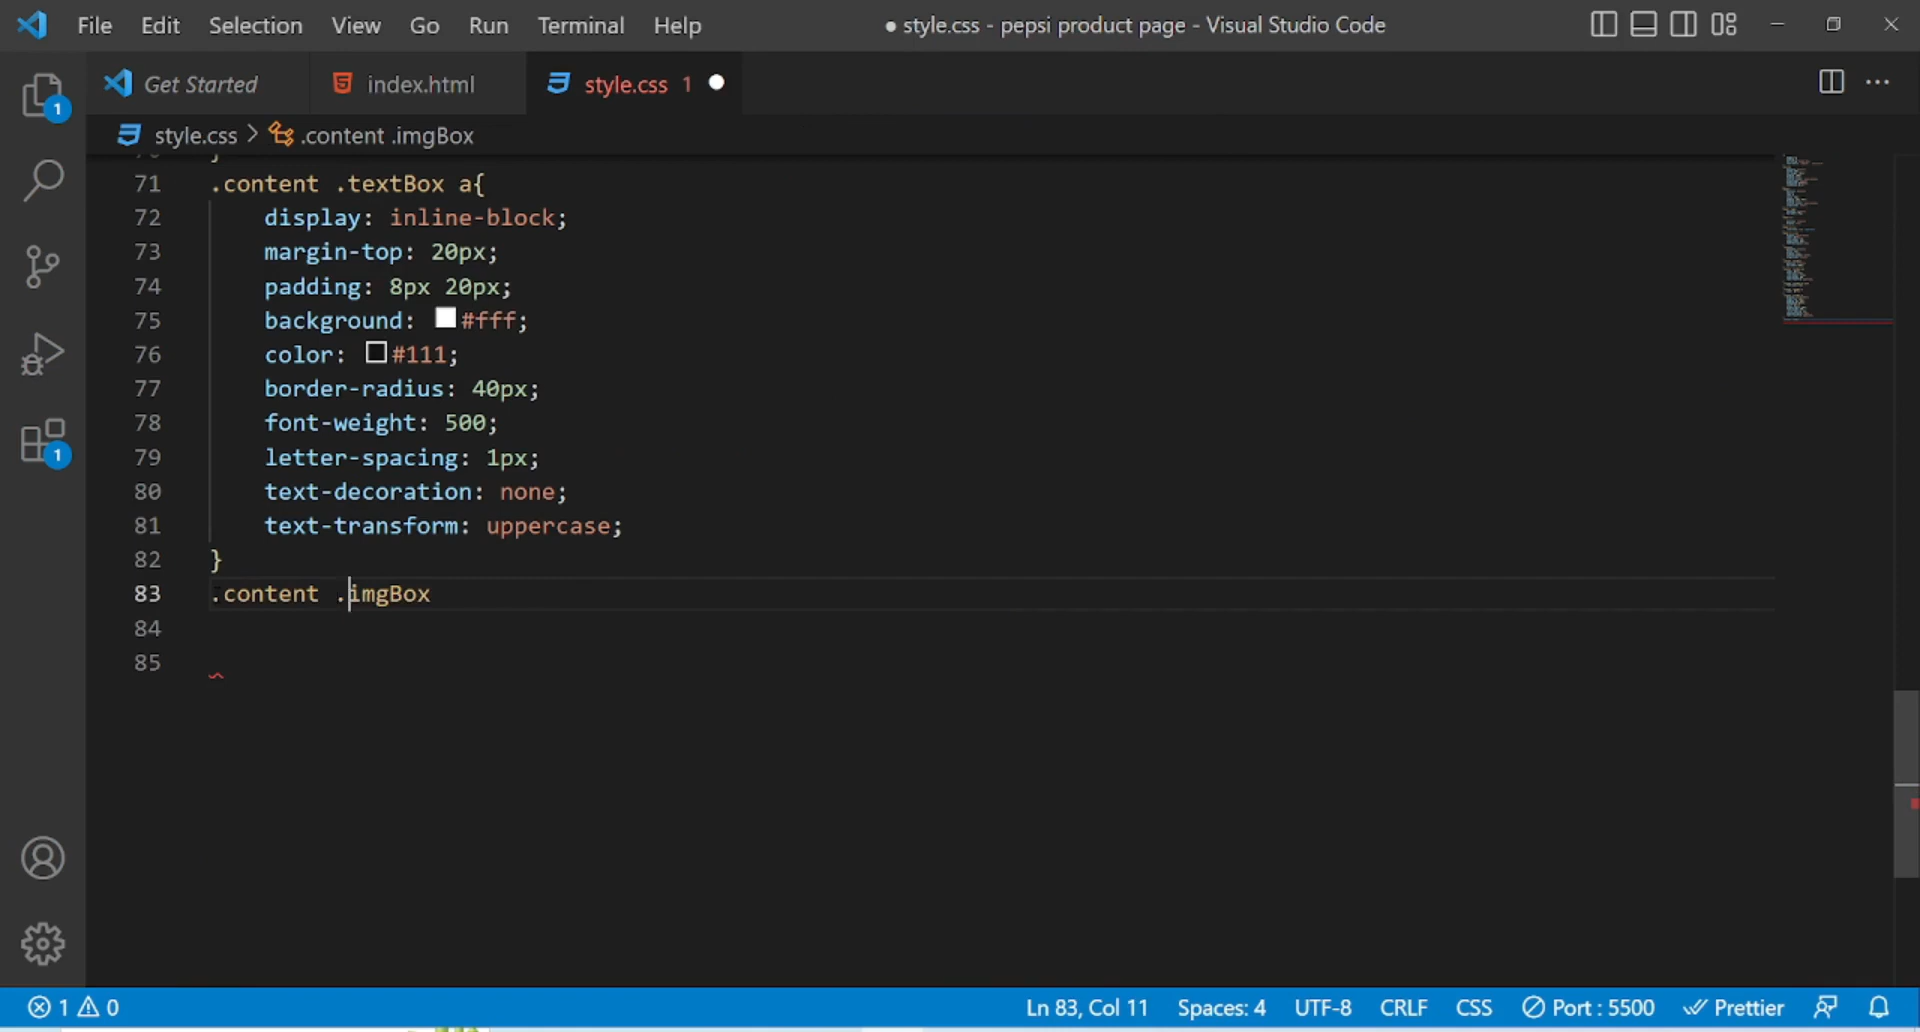 File Edit Selection View Go Run Terminal Help ● style.css - pepsi product page - Visual Studio Code
Get Started index.html style.css 1
style.css > .content .imgBox
71 .content .textBox a{
72 display: inline-block;
73 margin-top: 20px;
74 padding: 8px 20px;
75 background: #fff;
76 color: #111;
77 border-radius: 40px;
78 font-weight: 500;
79 letter-spacing: 1px;
80 text-decoration: none;
81 text-transform: uppercase;
82 }
83 .content .imgBox
84
85
1
1
1 0 Ln 83, Col 11 Spaces: 4 UTF-8 CRLF CSS Port : 5500 Prettier